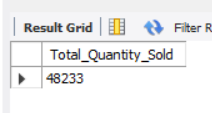 Result Grid Filter R
Total_Quantity_Sold
48233